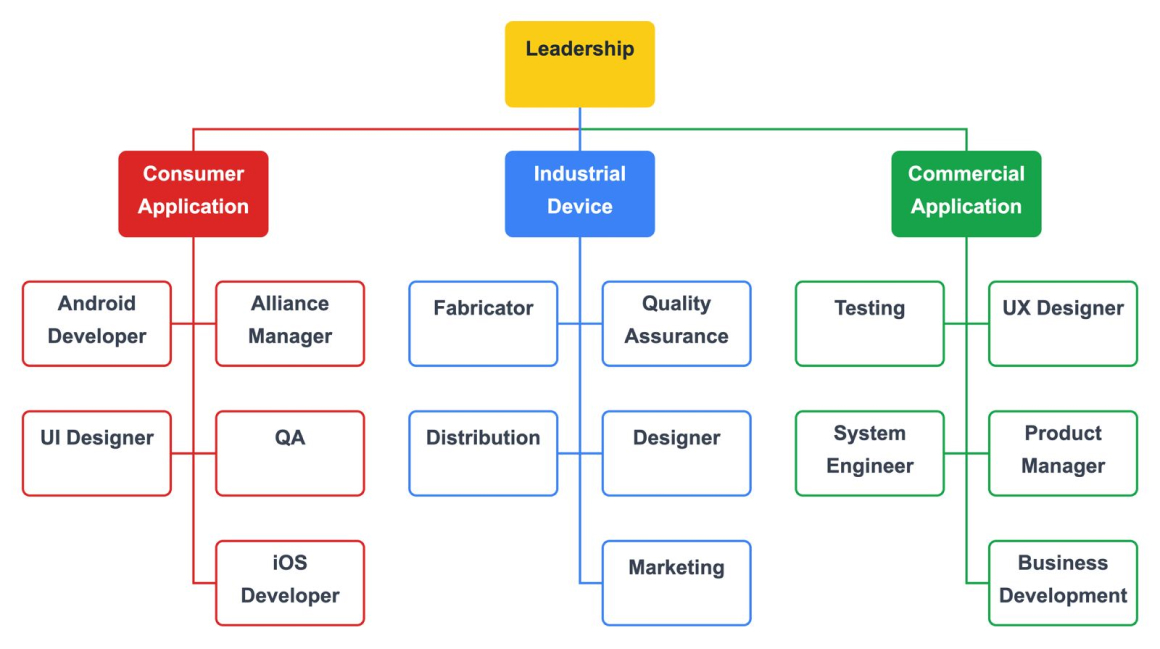 Leadership
Consumer
Application
Industrial
Device
Commercial
Application
Android
Developer
Alliance
Manager
Fabricator
Quality
Assurance
Testing
UX Designer
UI Designer
QA
Distribution
Designer
System
Engineer
Product
Manager
iOS
Developer
Marketing
Business
Development